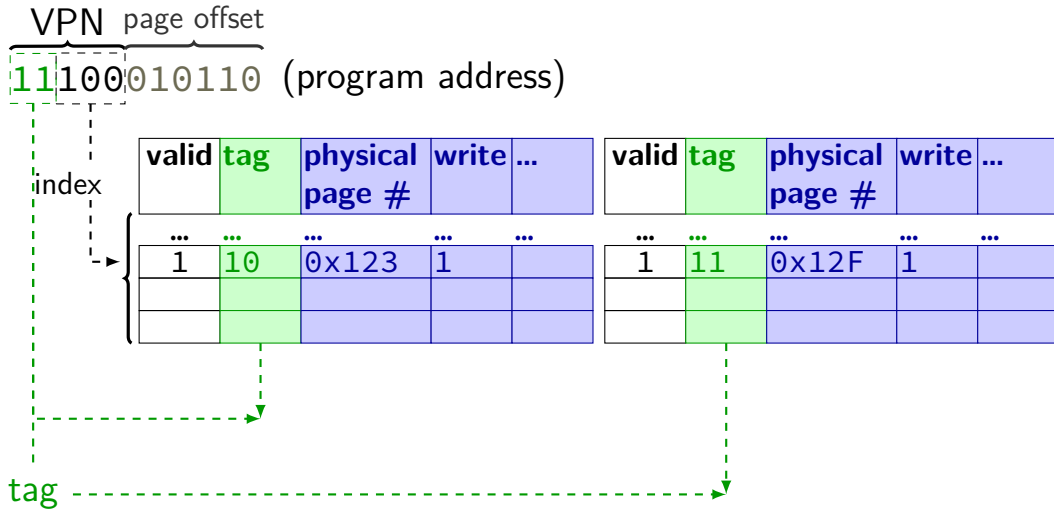 VPN page offset
11100010110 (program address)
index
valid tag physical page # write ... valid tag physical page # write ...
... ... ... ... ... ... ... ... ... ...
1 10 0x123 1 1 11 0x12F 1
tag